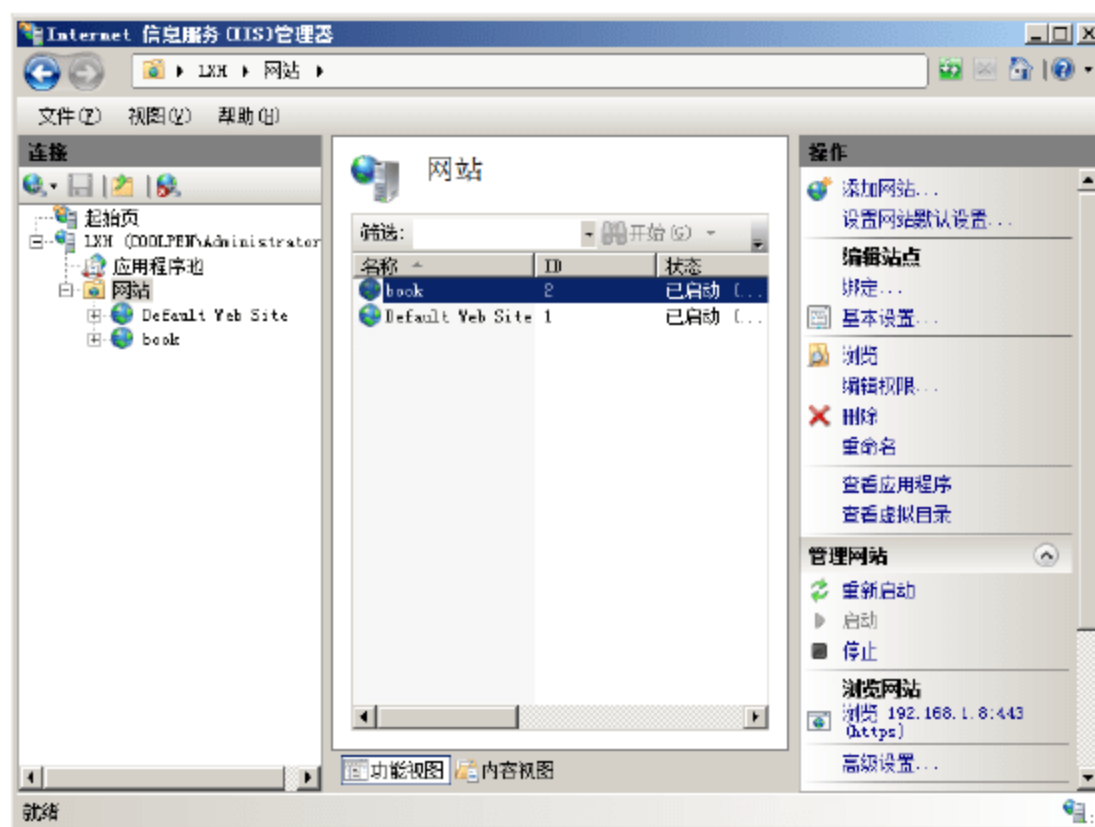 Internet 信息服务(IIS)管理器
LXH 网站
文件(F) 视图(V) 帮助(H)
连接
起始页
LXH (COOLPEN\Administrator
应用程序池
网站
Default Web Site
book
网站
筛选: 开始(G)
名称 ID 状态
book 2 已启动 (...
Default Web Site 1 已启动 (...
功能视图 内容视图
操作
添加网站...
设置网站默认设置...
编辑站点
绑定...
基本设置...
浏览
编辑权限...
删除
重命名
查看应用程序
查看虚拟目录
管理网站
重新启动
启动
停止
浏览网站
浏览 192.168.1.8:443
(https)
高级设置...
就绪